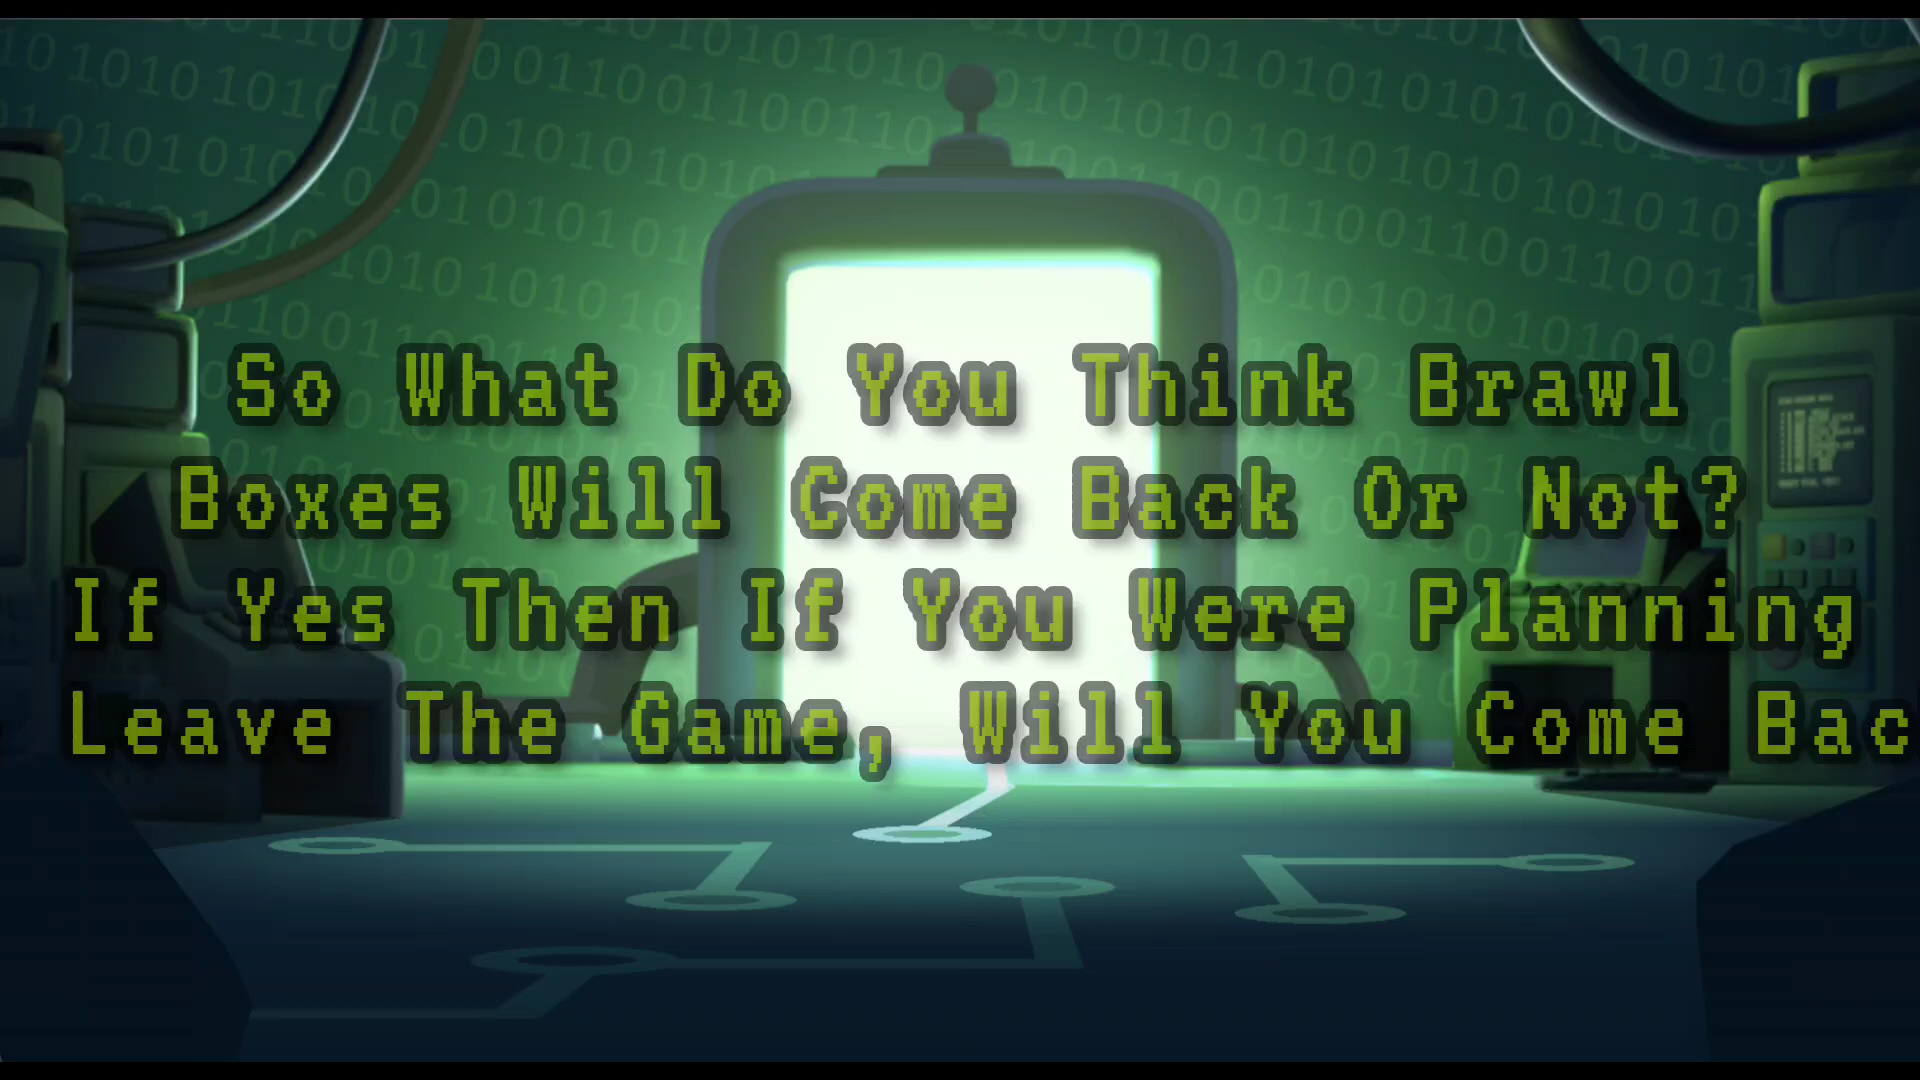 So What Do You Think Brawl
Boxes Will Come Back Or Not?
If Yes Then If You Were Planning
Leave The Game, Will You Come Bac